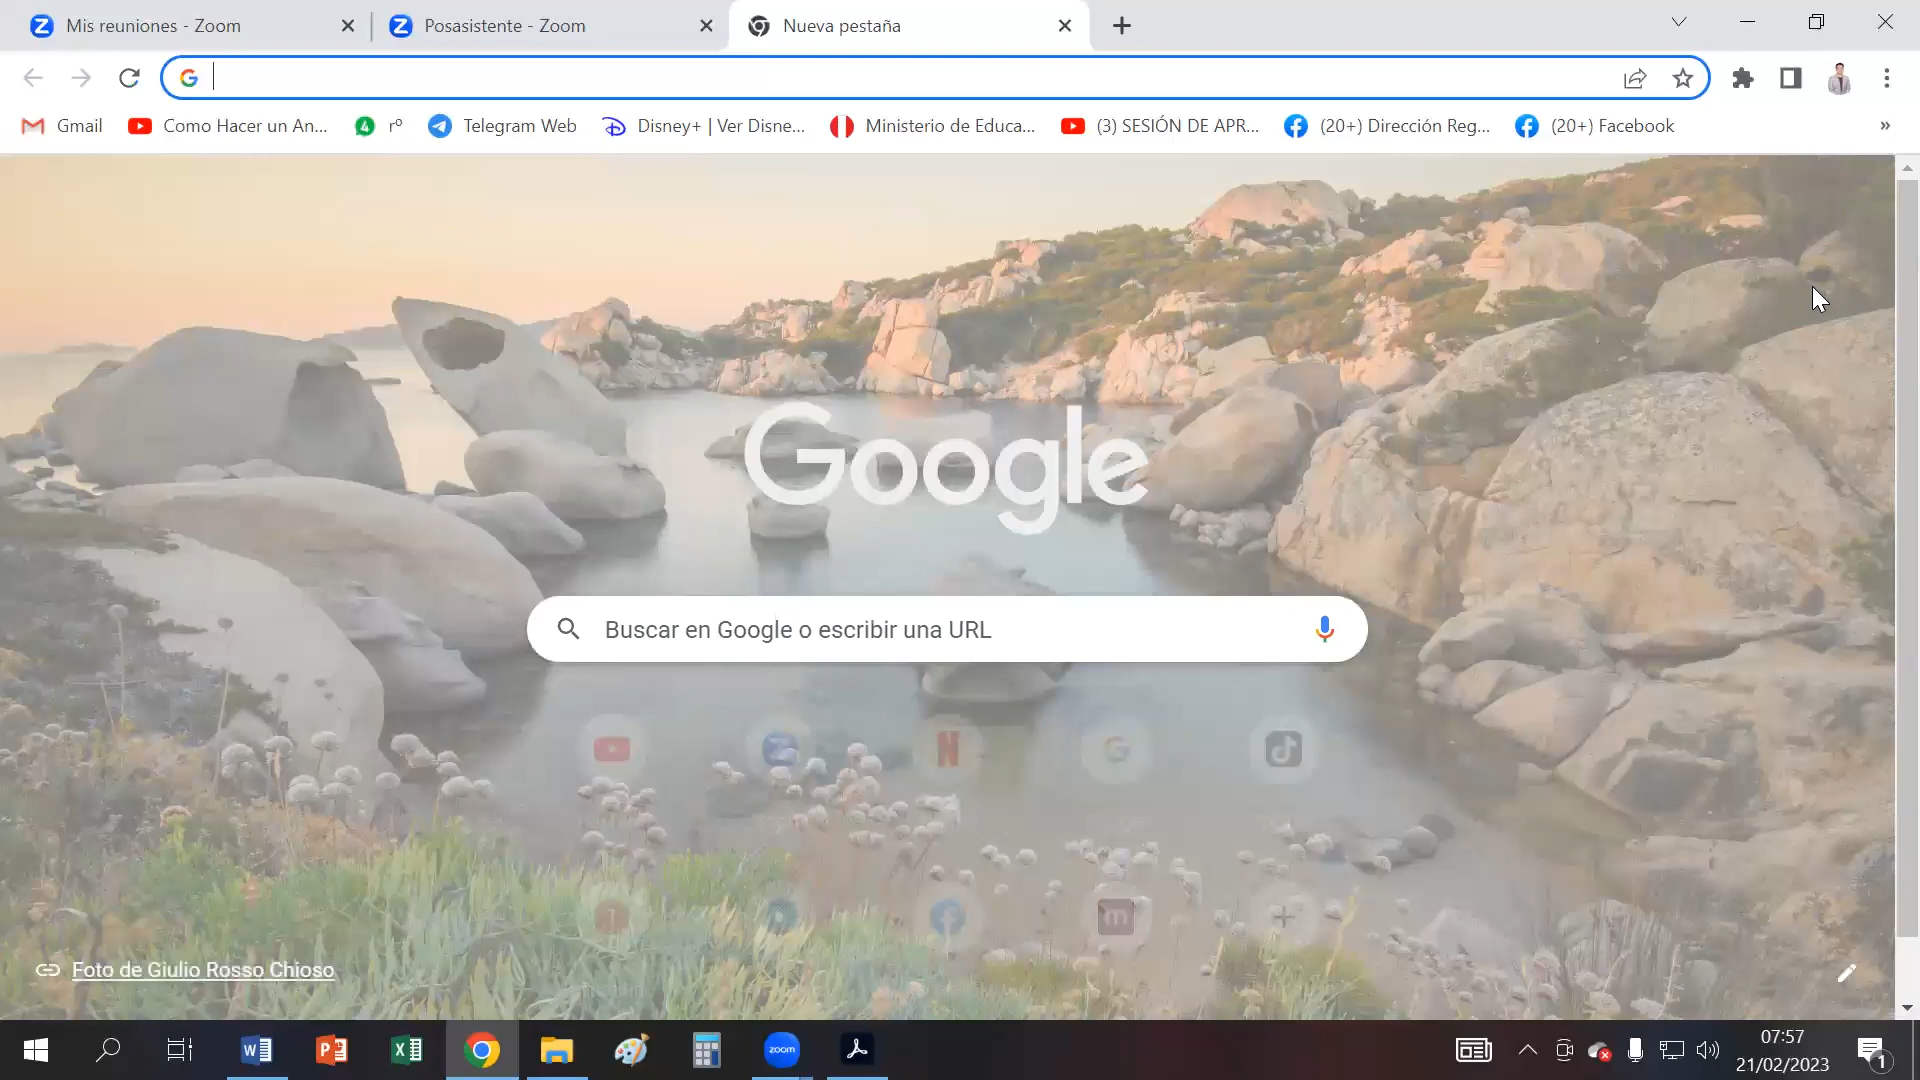 Mis reuniones - Zoom
Posasistente - Zoom
Nueva pestaña
Gmail
Como Hacer un An...
4
rº
Telegram Web
Disney+ | Ver Disne...
Ministerio de Educa...
(3) SESIÓN DE APR...
(20+) Dirección Reg...
(20+) Facebook
»
Google
Buscar en Google o escribir una URL
Foto de Giulio Rosso Chioso
zoom
07:57
21/02/2023
1